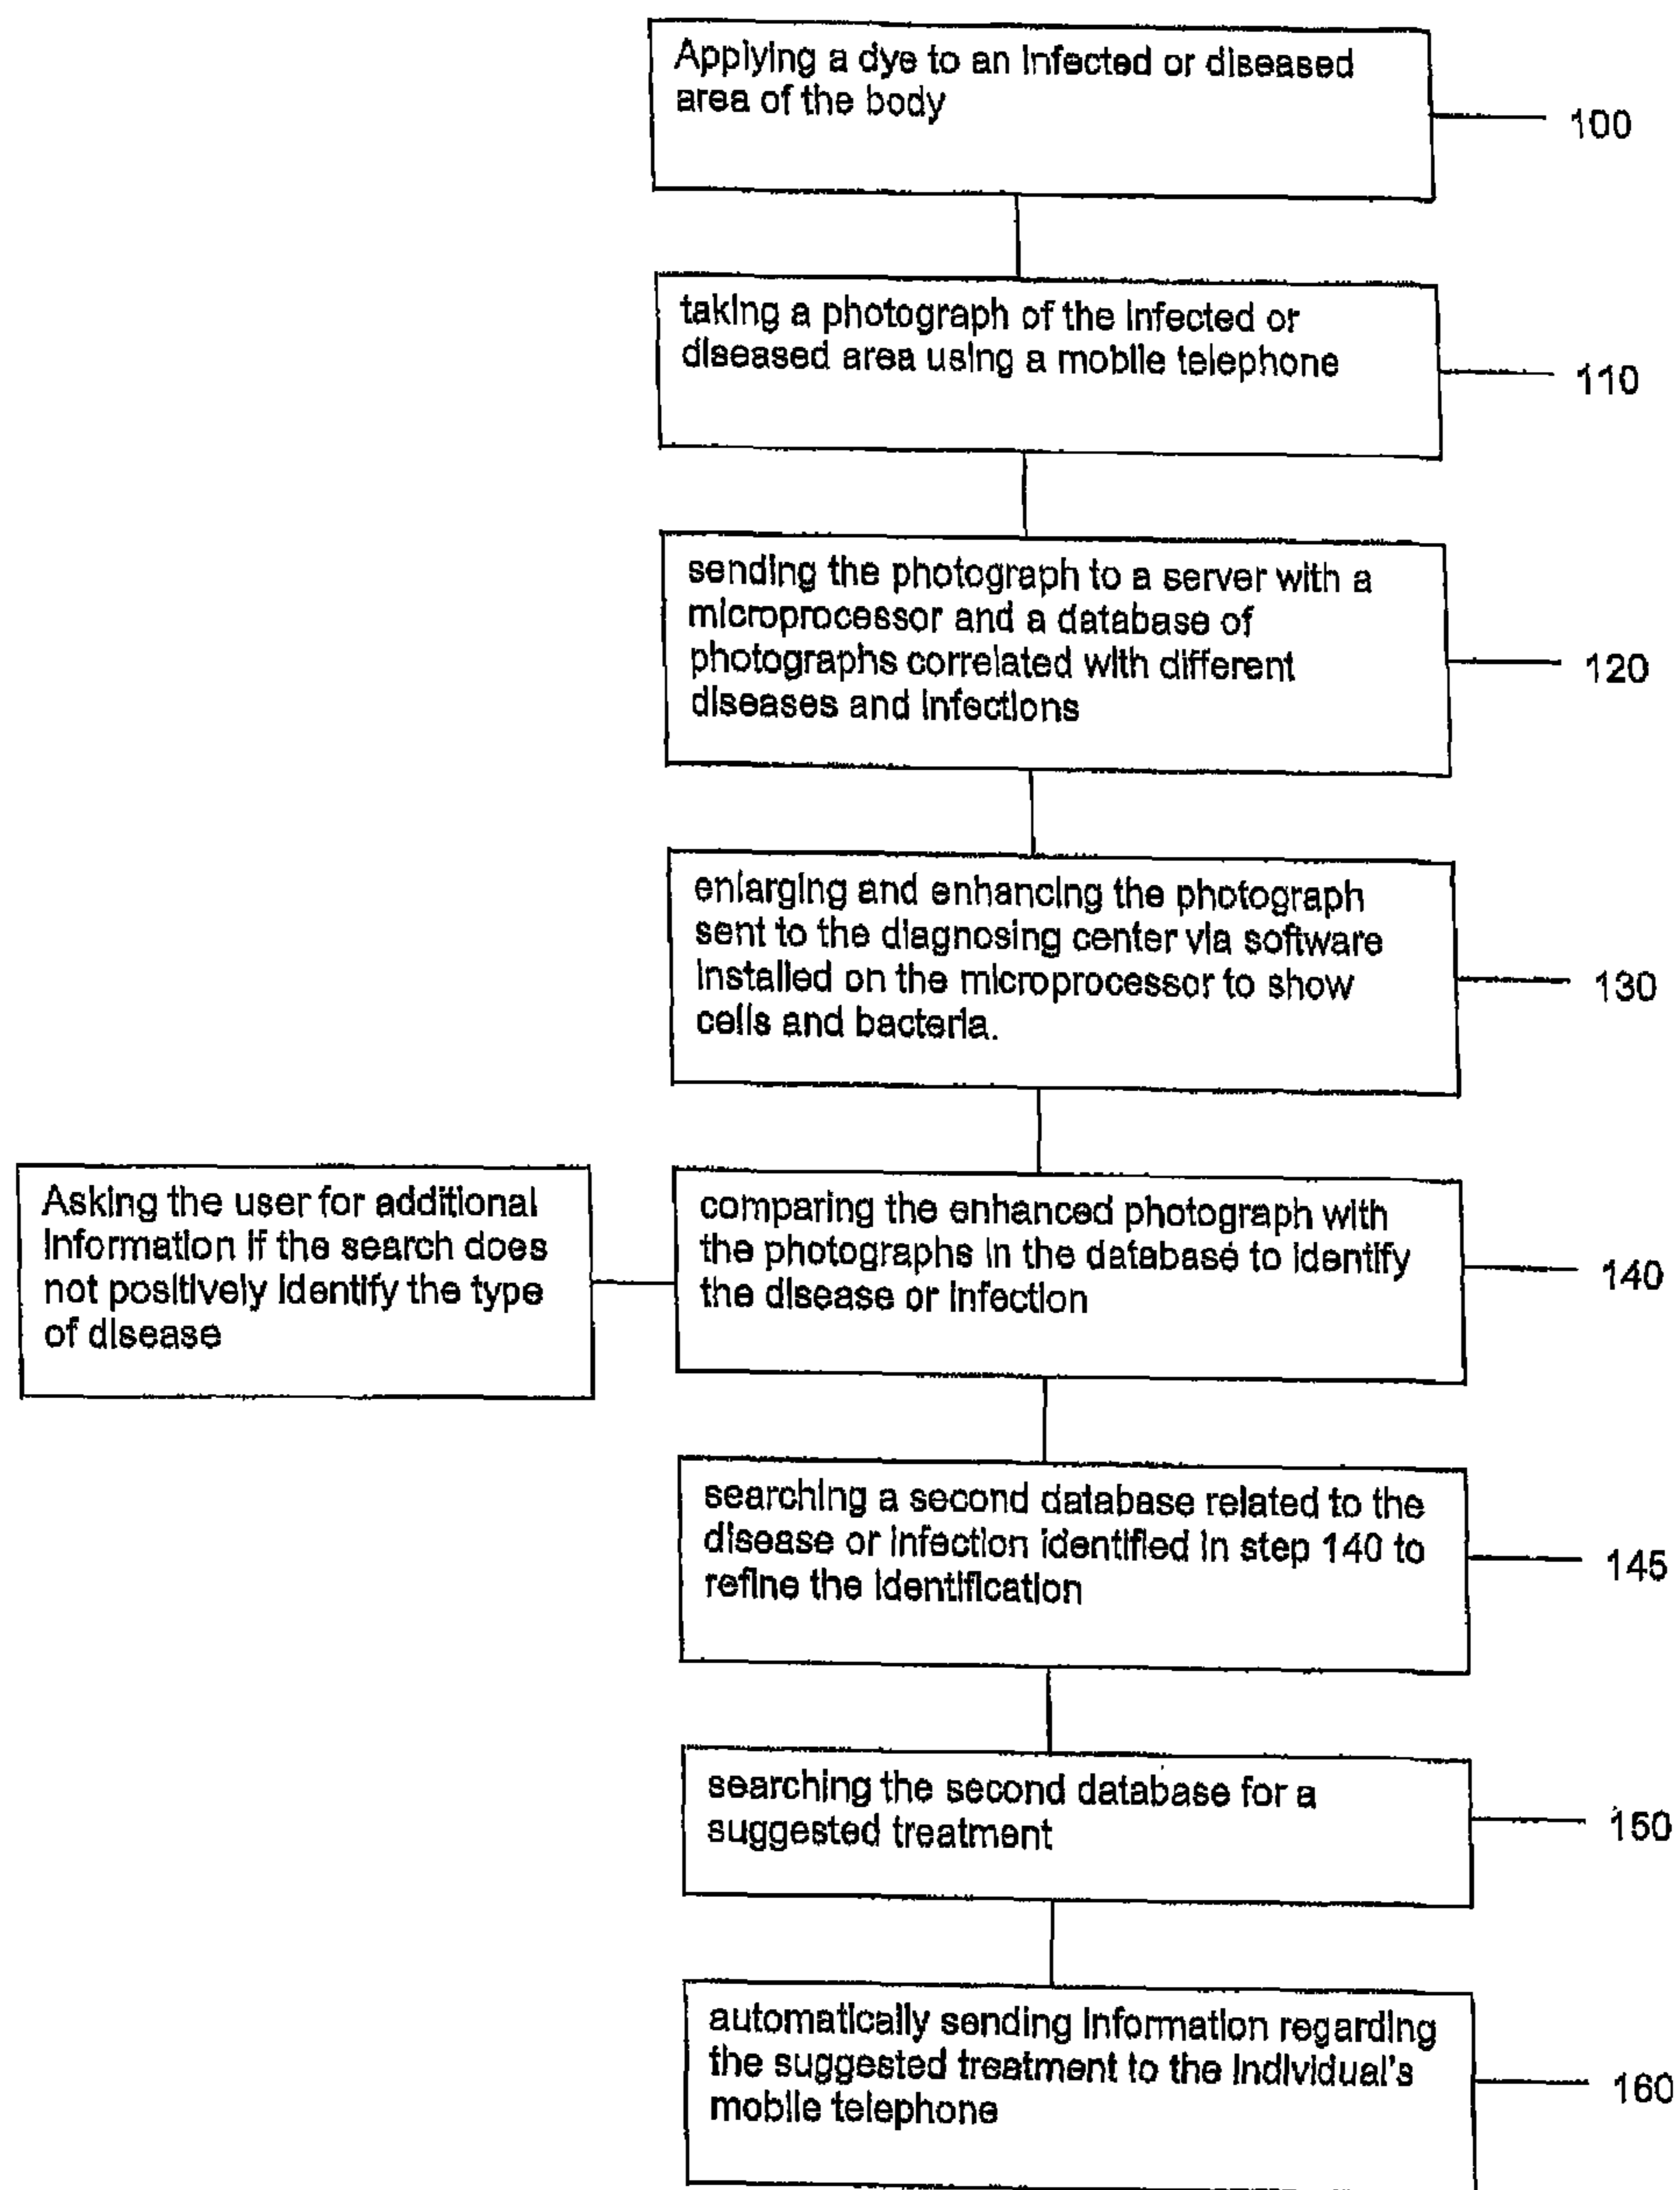 Applying a dye to an infected or diseased
area of the body
100
taking a photograph of the infected or
diseased area using a mobile telephone
110
sending the photograph to a server with a
microprocessor and a database of
photographs correlated with different
diseases and infections
120
enlarging and enhancing the photograph
sent to the diagnosing center via software
installed on the microprocessor to show
cells and bacteria.
130
Asking the user for additional
information if the search does
not positively identify the type
of disease
comparing the enhanced photograph with
the photographs in the database to identify
the disease or infection
140
searching a second database related to the
disease or infection identified in step 140 to
refine the identification
145
searching the second database for a
suggested treatment
150
automatically sending information regarding
the suggested treatment to the individual's
mobile telephone
160